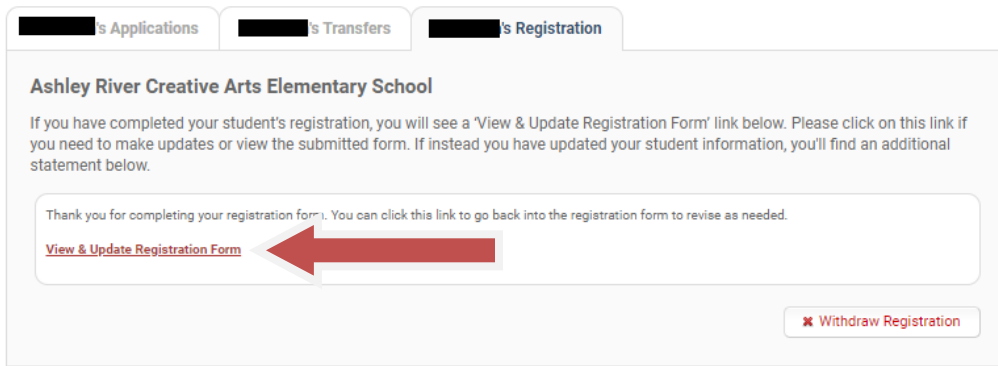 's Applications
's Transfers
's Registration
Ashley River Creative Arts Elementary School
If you have completed your student's registration, you will see a 'View & Update Registration Form' link below. Please click on this link if
you need to make updates or view the submitted form. If instead you have updated your student information, you'll find an additional
statement below.
Thank you for completing your registration form. You can click this link to go back into the registration form to revise as needed.
View & Update Registration Form
✖ Withdraw Registration